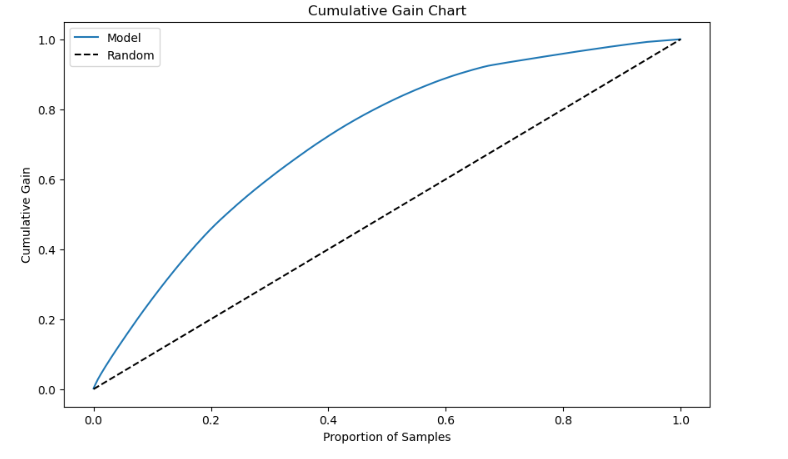 Cumulative Gain Chart
Model
Random
1.0
0.8
0.6
0.4
0.2
0.0
Cumulative Gain
0.0 0.2 0.4 0.6 0.8 1.0
Proportion of Samples